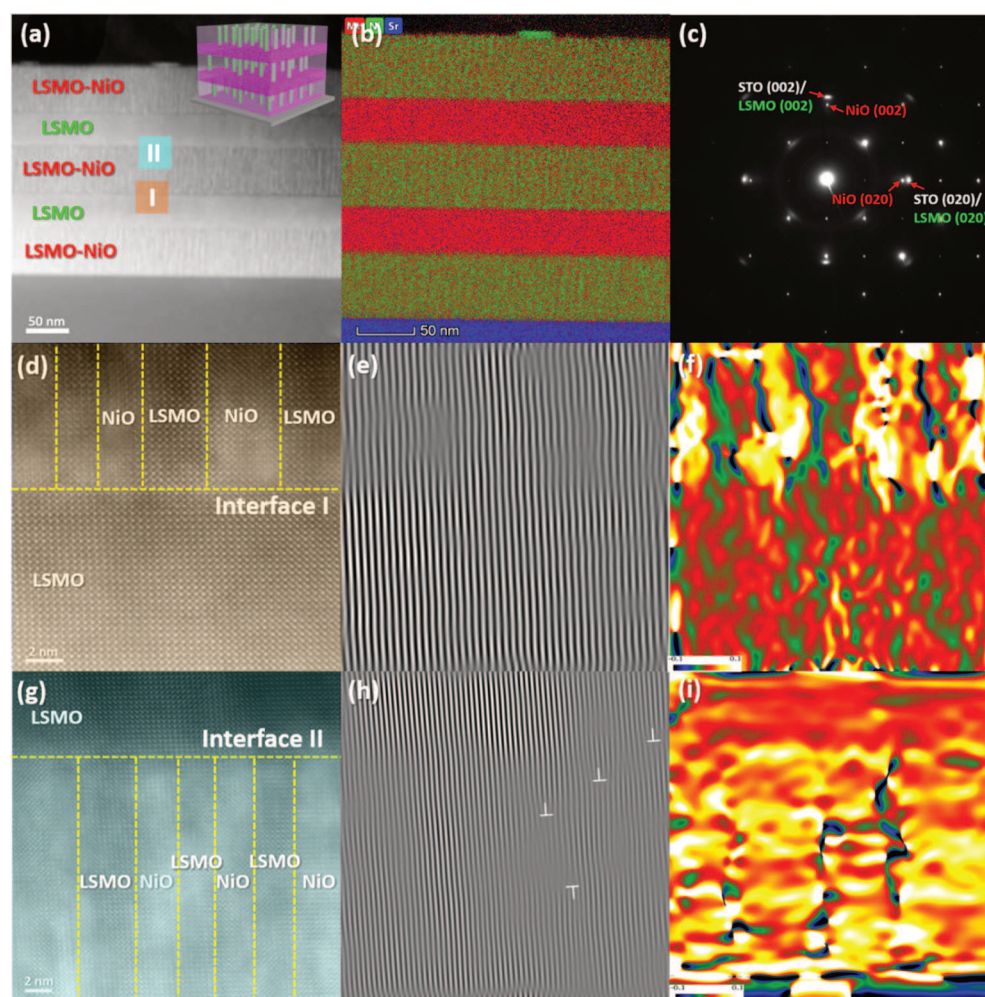 (a)
LSMO-NiO
LSMO
II
LSMO-NiO
I
LSMO
LSMO-NiO
50 nm
(b)
Ni Sr
50 nm
(c)
STO (002)/
LSMO (002)
NiO (002)
NiO (020)
STO (020)/
LSMO (020)
(d)
NiO
LSMO
NiO
LSMO
Interface I
LSMO
2 nm
(e)
(f)
-0.1 0.1
(g)
LSMO
Interface II
LSMO
NiO
LSMO
NiO
LSMO
NiO
2 nm
(h)
(i)
-0.1 0.1